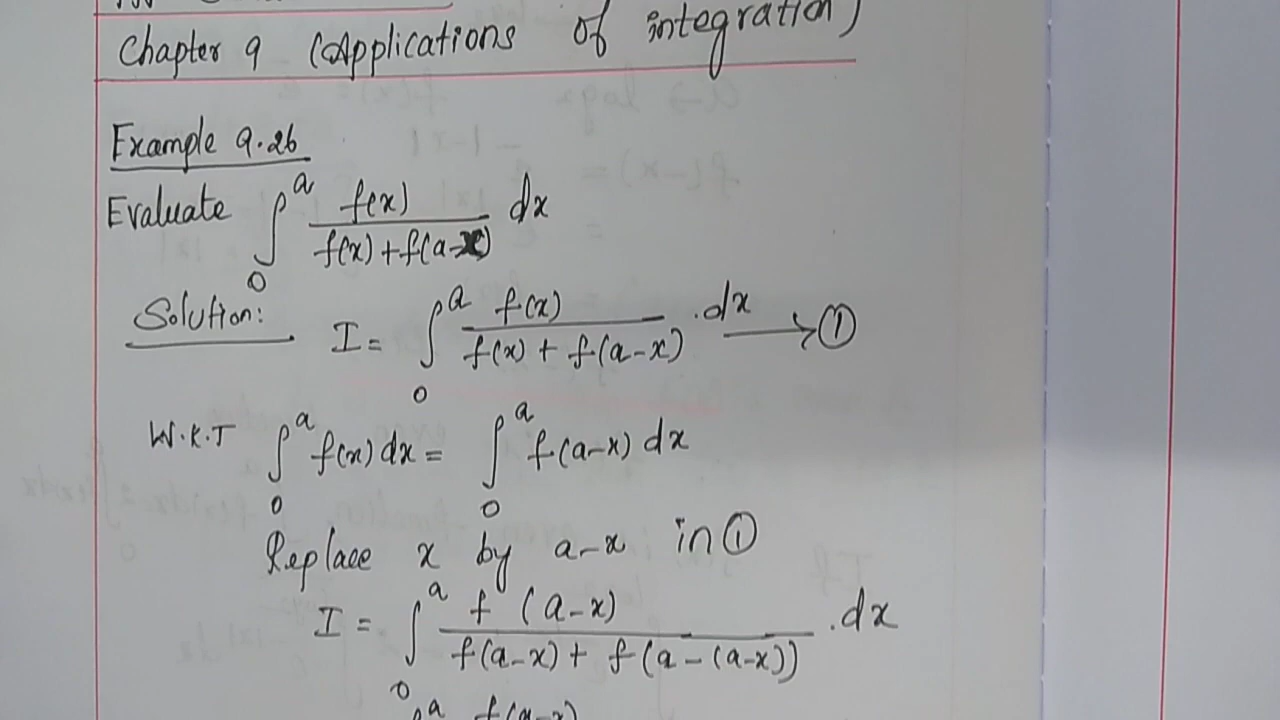 Chapter 9 (Applications of integration)
Example 9.26
Evaluate ∫₀ᵃ f(x) / (f(x)+f(a-x)) dx
Solution: I = ∫₀ᵃ f(x) / (f(x) + f(a-x)) .dx → ①
W.K.T ∫₀ᵃ f(x) dx = ∫₀ᵃ f(a-x) dx
Replace x by a-x in ①
I = ∫₀ᵃ f (a-x) / (f(a-x) + f(a-(a-x))) .dx
a f(a-x)